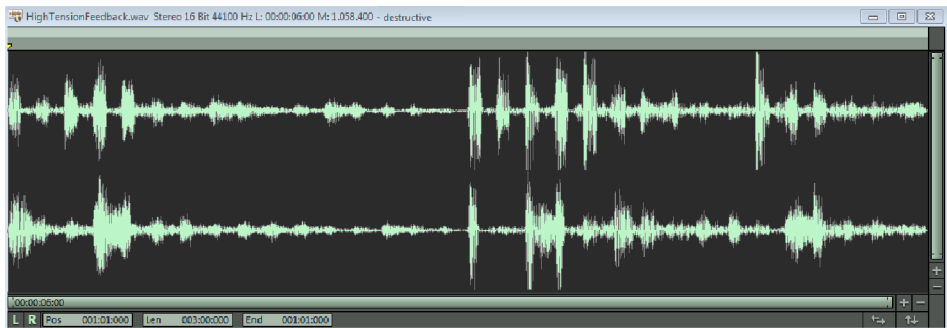 HighTensionFeedback.wav Stereo 16 Bit 44100 Hz L: 00:00:06:00 M: 1.058.400 - destructive
00:00:06:00
L R Pos 001:01:000 Len 003:00:000 End 001:01:000